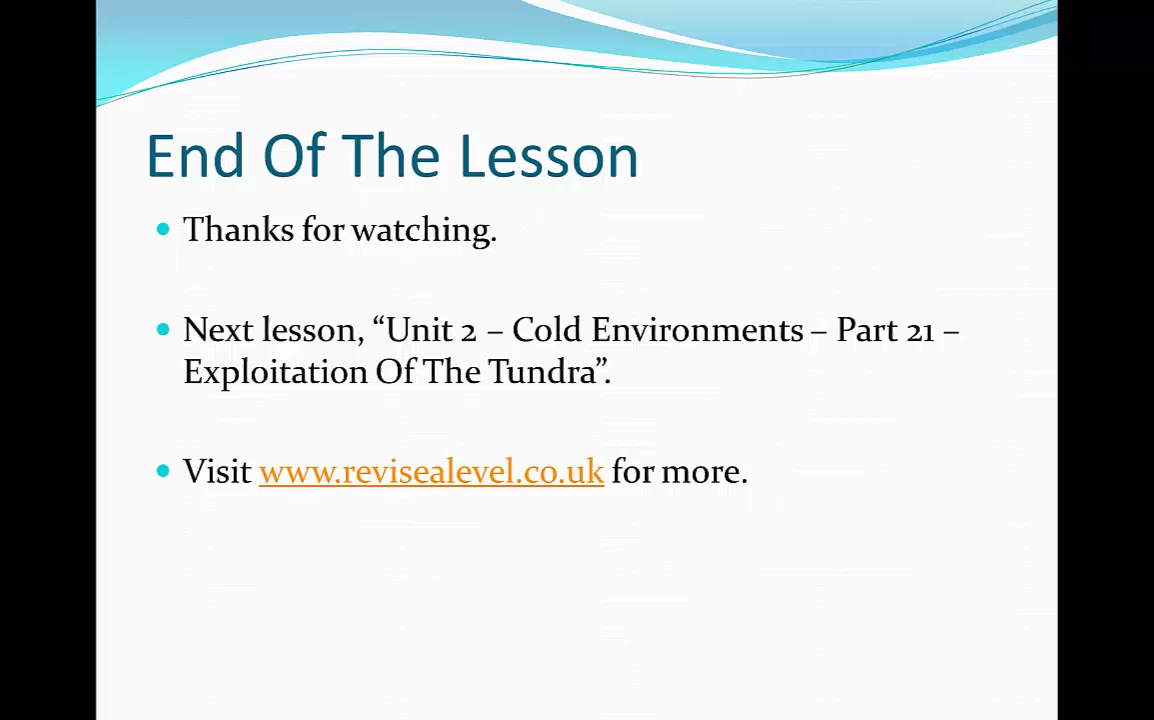 End Of The Lesson
Thanks for watching.
Next lesson, “Unit 2 – Cold Environments – Part 21 –
Exploitation Of The Tundra”.
Visit www.revisealevel.co.uk for more.